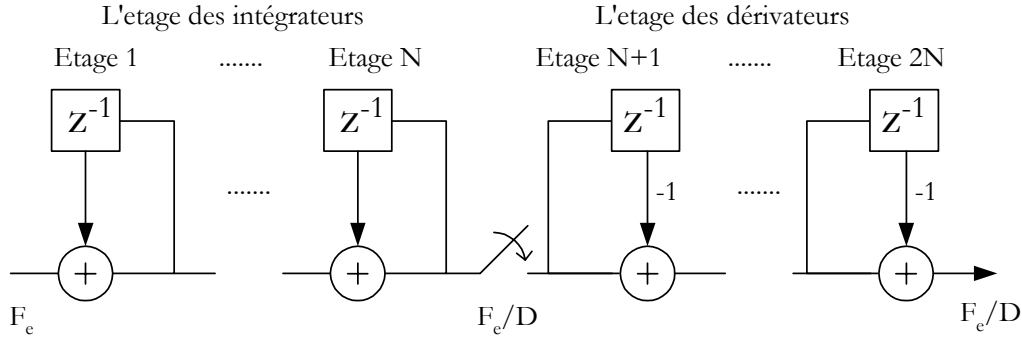 L'etage des intégrateurs L'etage des dérivateurs
Etage 1 ....... Etage N Etage N+1 ....... Etage 2N
z⁻¹ z⁻¹ z⁻¹ z⁻¹
....... -1 ....... -1
+ + + +
Fₑ Fₑ/D Fₑ/D